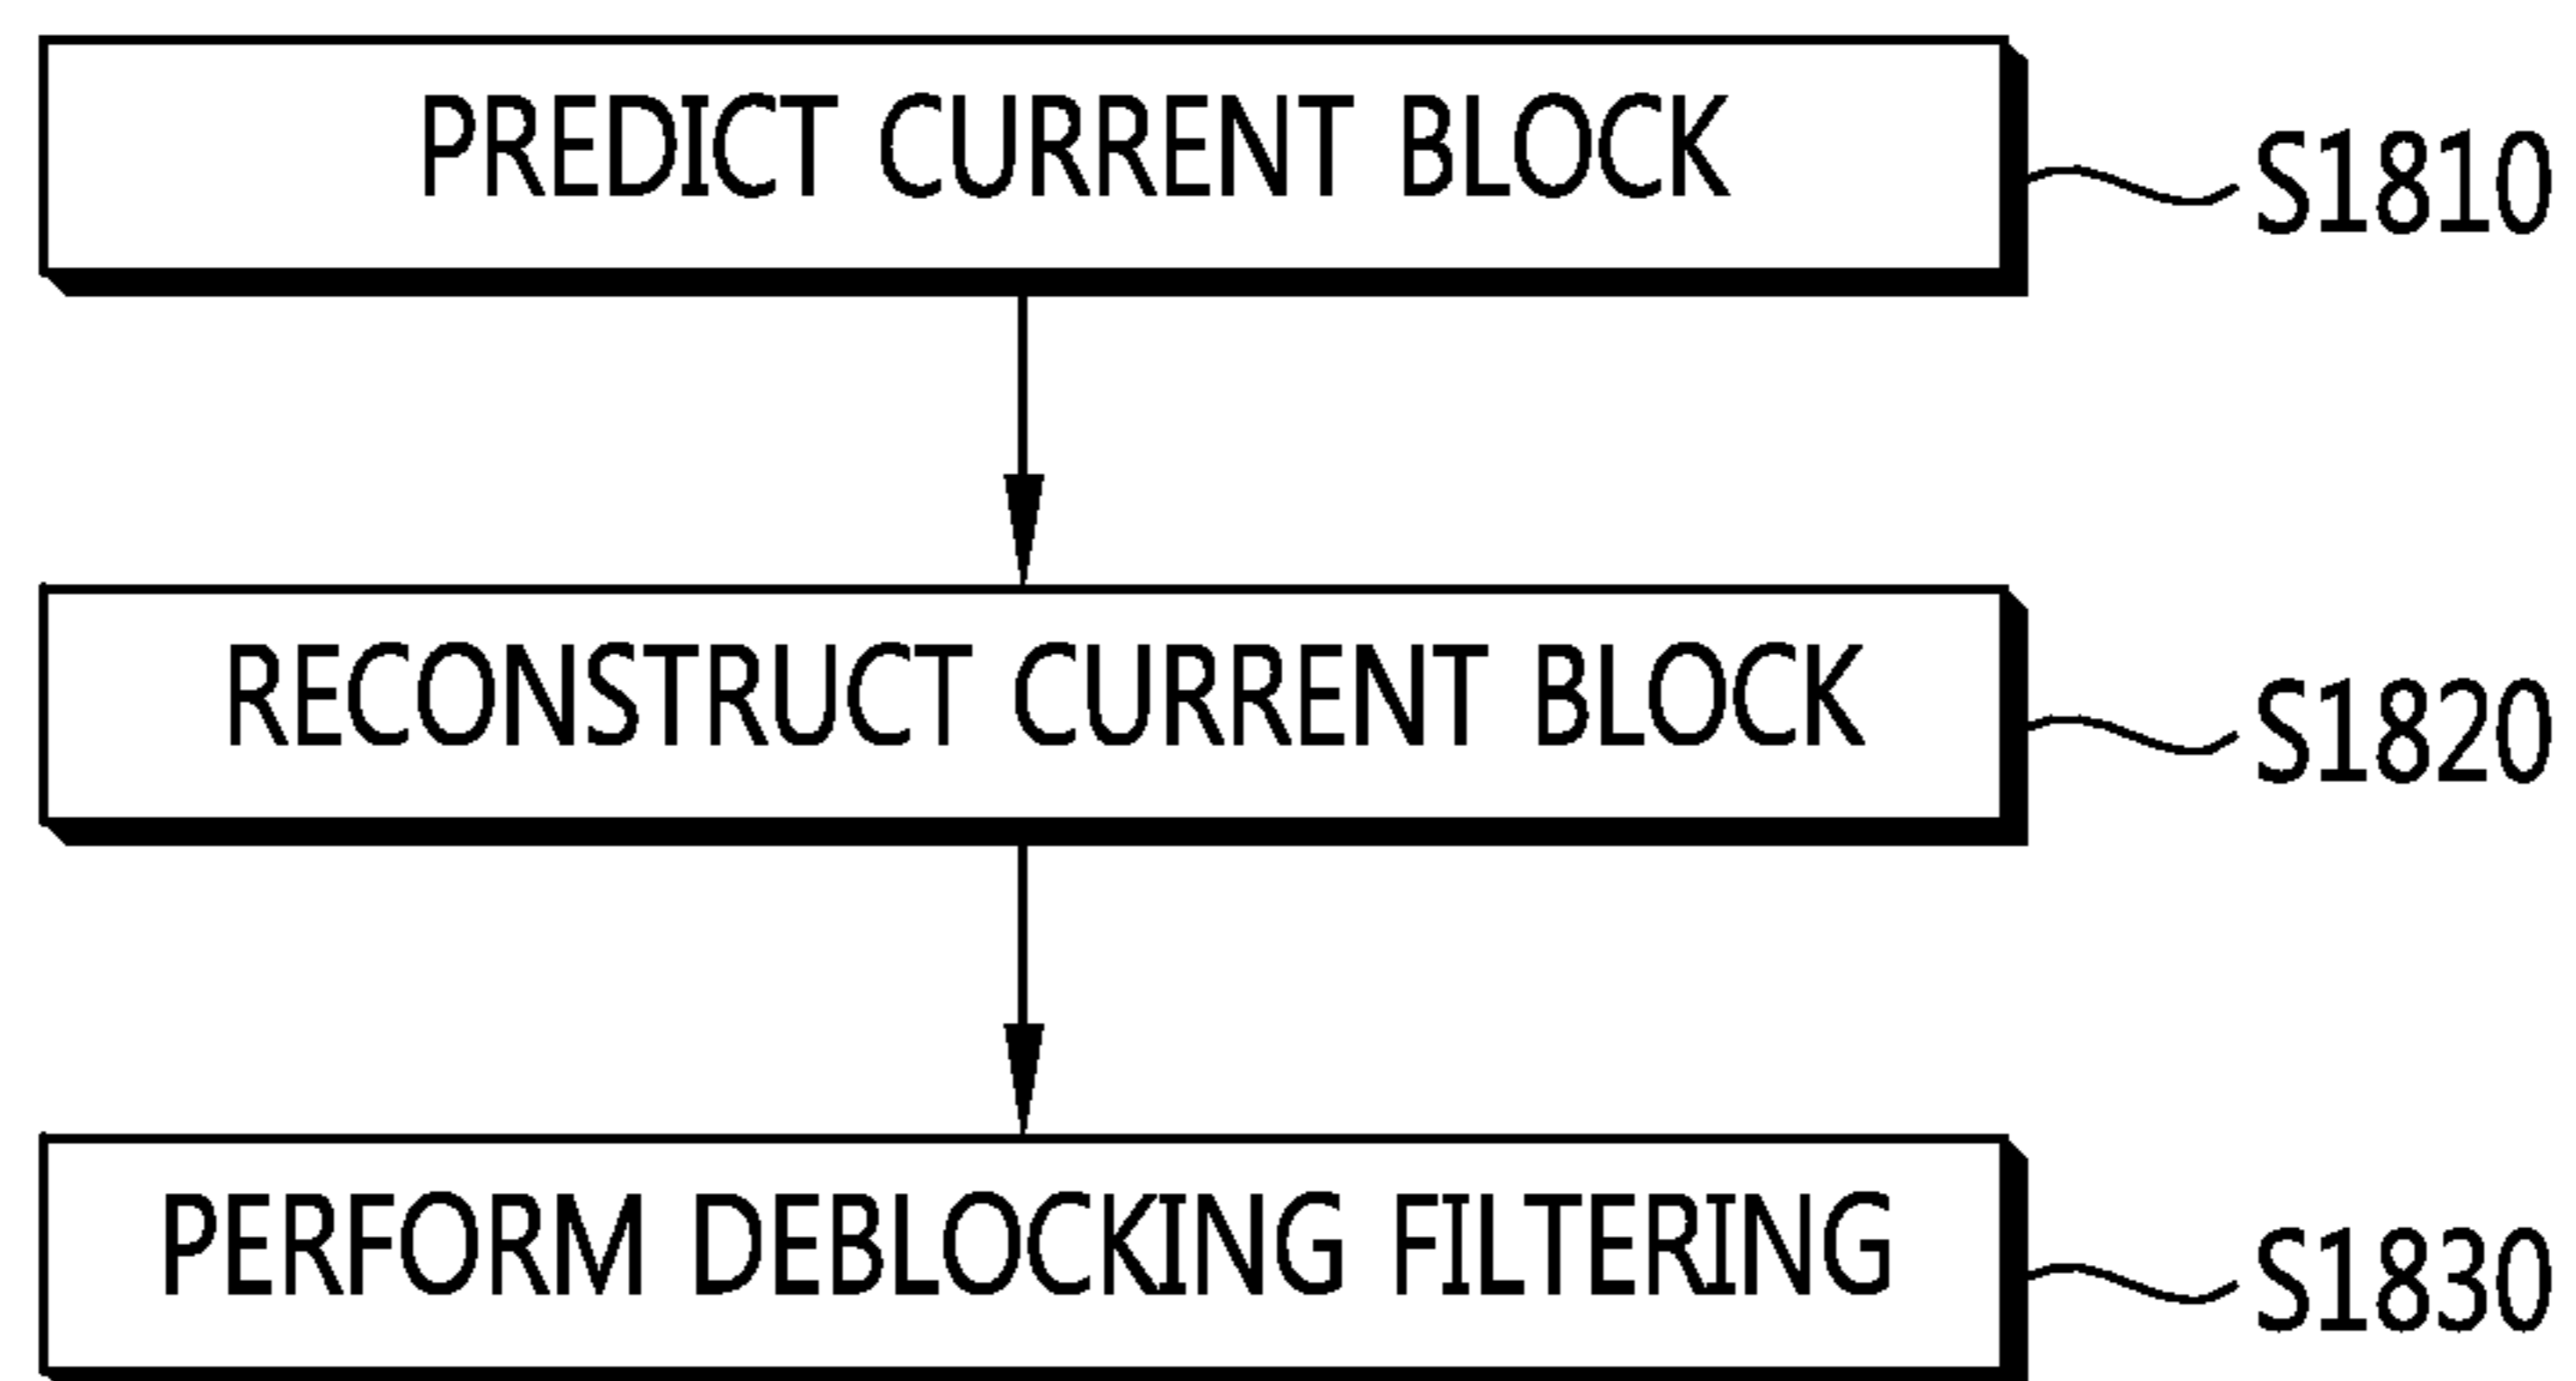 PREDICT CURRENT BLOCK
S1810
RECONSTRUCT CURRENT BLOCK
S1820
PERFORM DEBLOCKING FILTERING
S1830